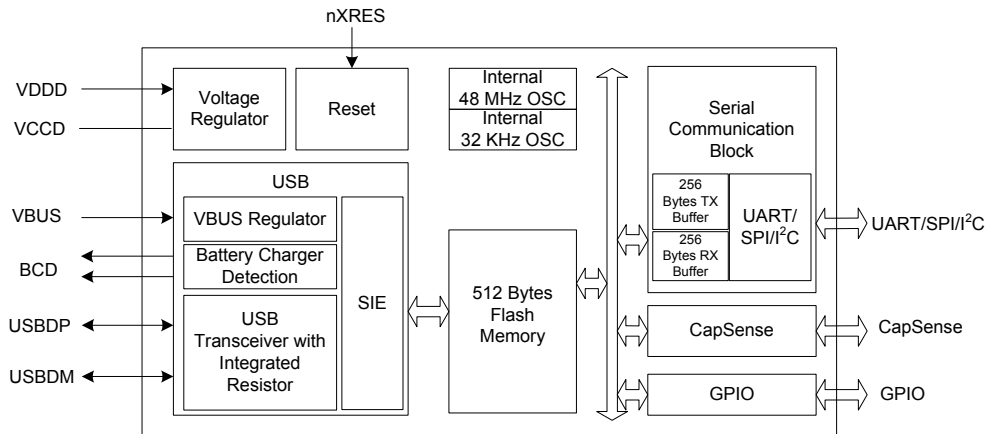 nXRES
VDDD
VCCD
Voltage
Regulator
Reset
Internal
48 MHz OSC
Internal
32 KHz OSC
Serial
Communication
Block
256
Bytes TX
Buffer
256
Bytes RX
Buffer
UART/
SPI/I²C
UART/SPI/I²C
USB
VBUS
VBUS Regulator
BCD
Battery Charger
Detection
USBDP
USBDM
USB
Transceiver with
Integrated
Resistor
SIE
512 Bytes
Flash
Memory
CapSense
CapSense
GPIO
GPIO